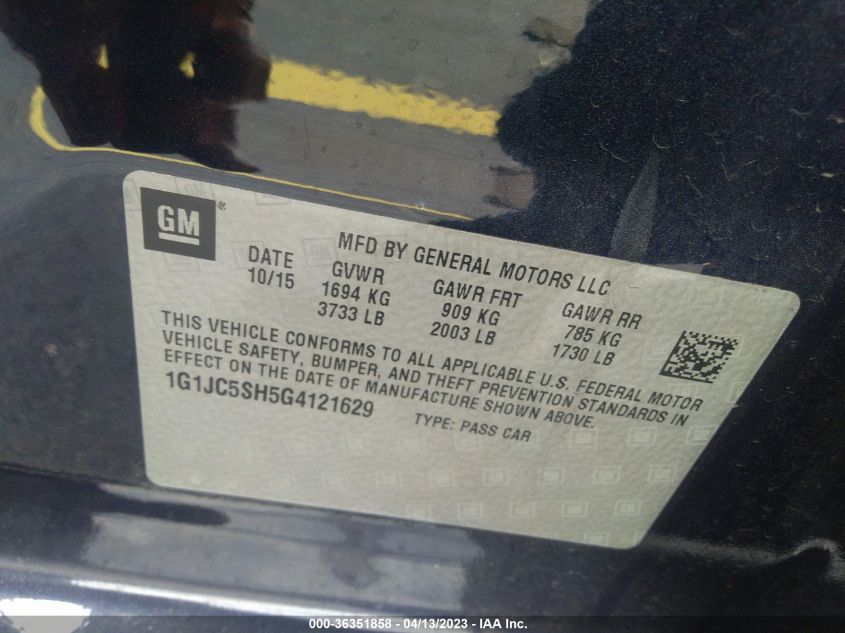 GM ®
MFD BY GENERAL MOTORS LLC
DATE GVWR GAWR FRT GAWR RR
10/15 1694 KG 909 KG 785 KG
3733 LB 2003 LB 1730 LB
THIS VEHICLE CONFORMS TO ALL APPLICABLE U.S. FEDERAL MOTOR
VEHICLE SAFETY, BUMPER, AND THEFT PREVENTION STANDARDS IN
EFFECT ON THE DATE OF MANUFACTURE SHOWN ABOVE.
1G1JC5SH5G4121629 TYPE: PASS CAR
000-36351858 - 04/13/2023 - IAA Inc.